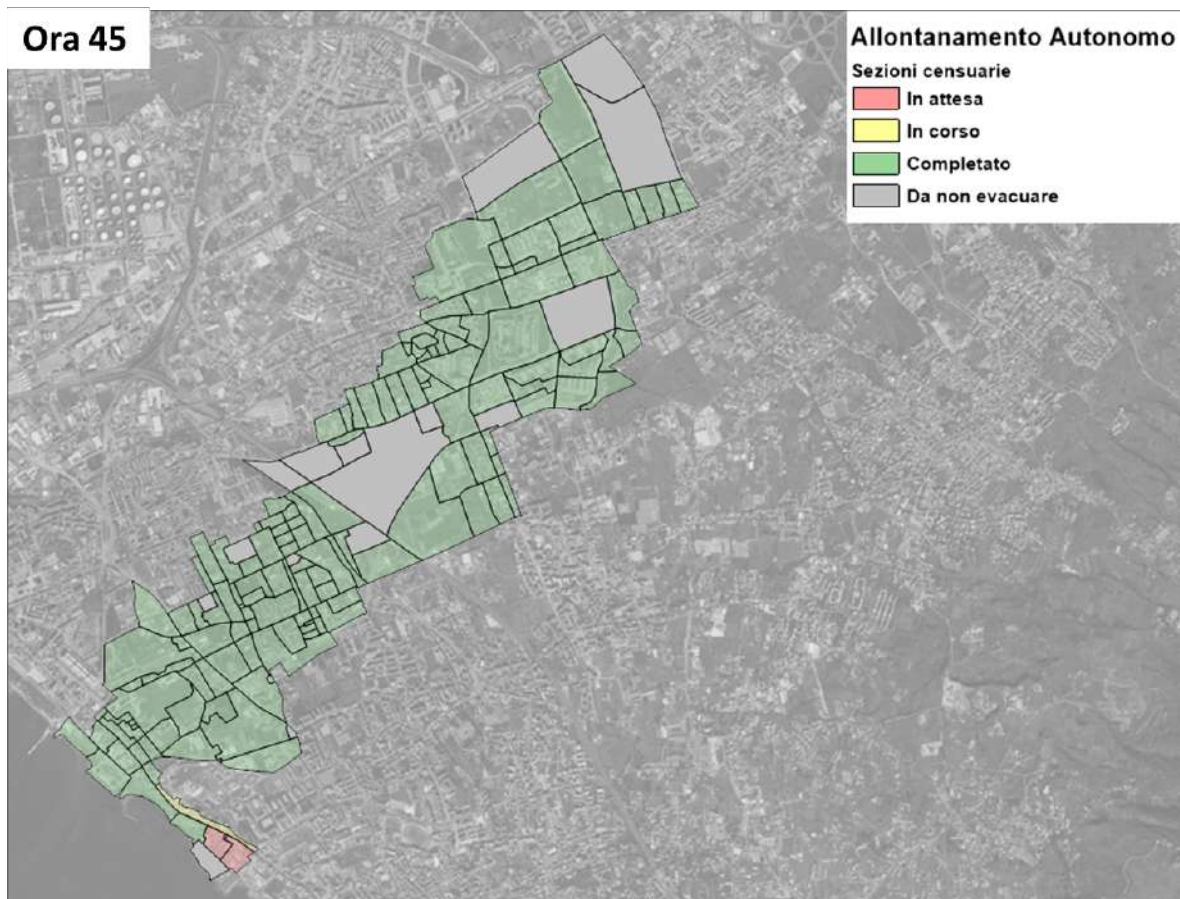 Ora 45
Allontanamento Autonomo
Sezioni censuarie
In attesa
In corso
Completato
Da non evacuare